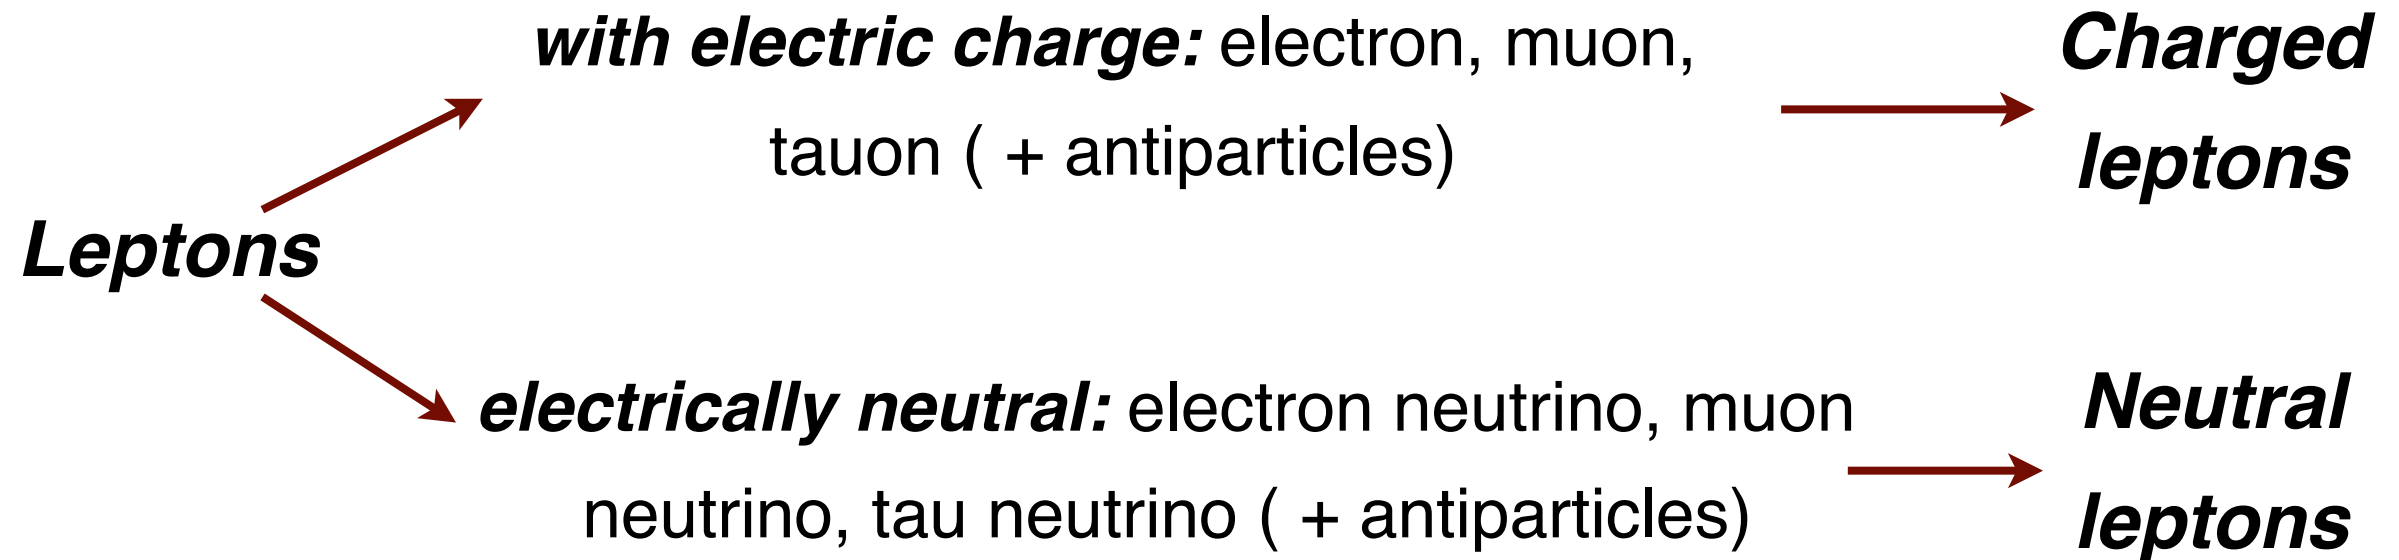 with electric charge: electron, muon,
tauon ( + antiparticles)
Charged
leptons
Leptons
electrically neutral: electron neutrino, muon
neutrino, tau neutrino ( + antiparticles)
Neutral
leptons